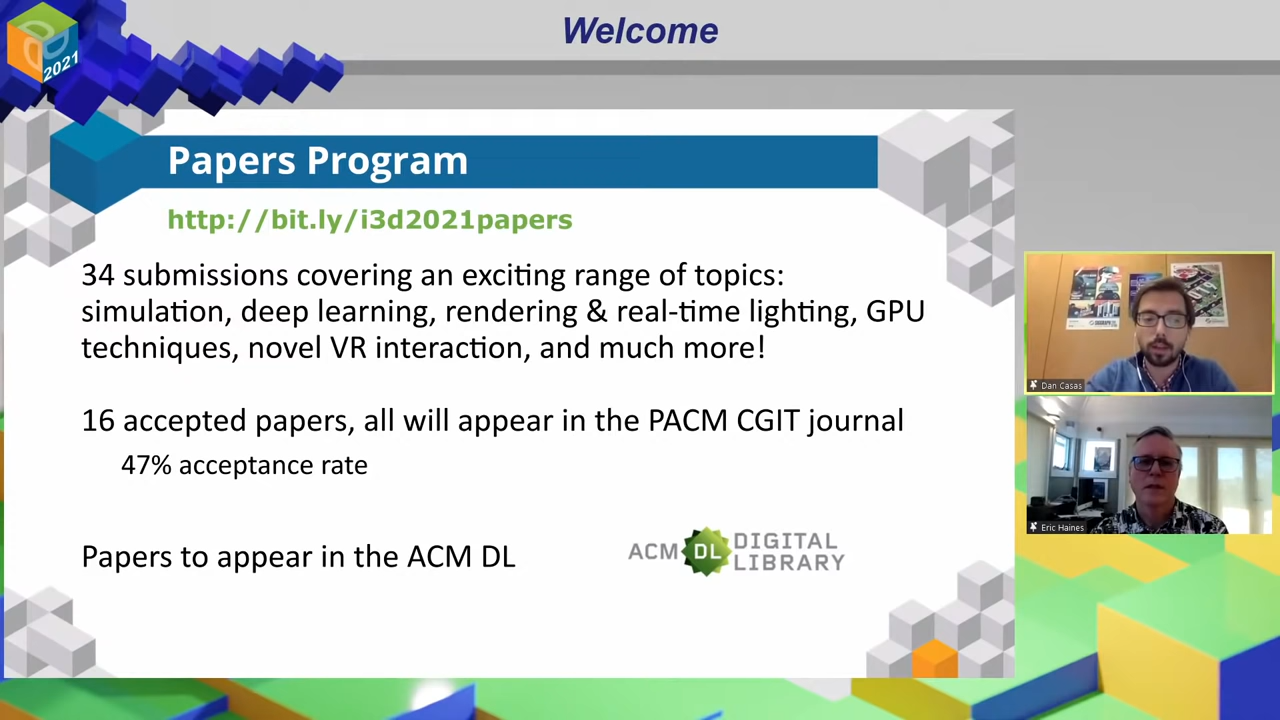 Welcome
2021
Papers Program
http://bit.ly/i3d2021papers
34 submissions covering an exciting range of topics:
simulation, deep learning, rendering & real-time lighting, GPU
techniques, novel VR interaction, and much more!
16 accepted papers, all will appear in the PACM CGIT journal
47% acceptance rate
Papers to appear in the ACM DL
ACM DL DIGITAL
LIBRARY
Dan Casas
Eric Haines